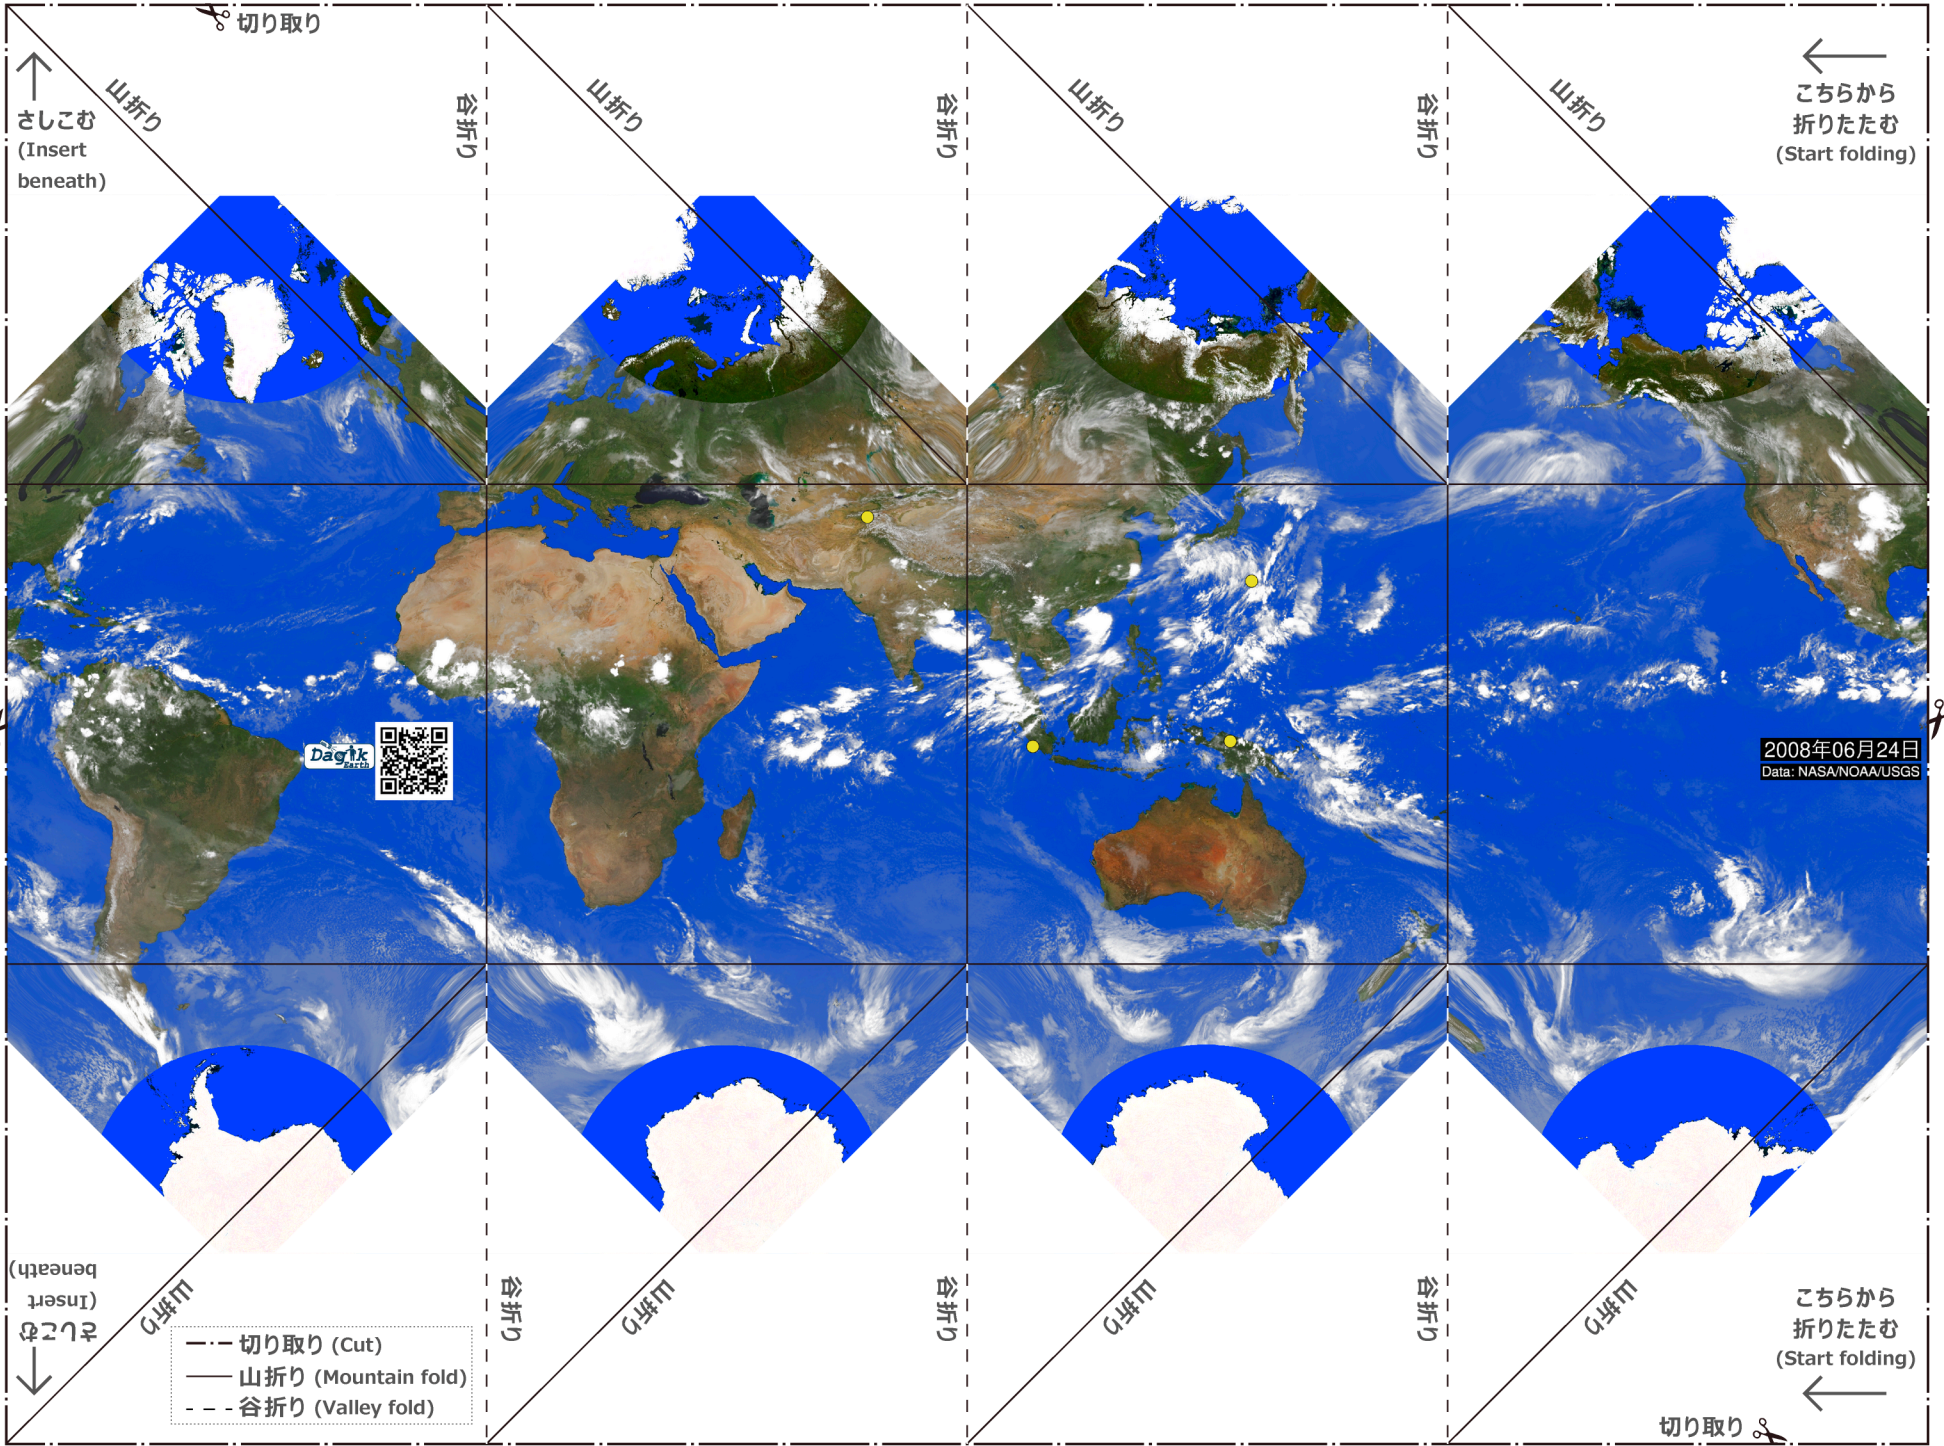 切り取り
山折り
谷折り
山折り
谷折り
山折り
谷折り
山折り
さしこむ
(Insert
beneath)
こちらから
折りたたむ
(Start folding)
Dagik
Earth
2008年06月24日
Data: NASA/NOAA/USGS
さしこむ
(Insert
beneath)
山折り
谷折り
山折り
谷折り
山折り
谷折り
山折り
こちらから
折りたたむ
(Start folding)
切り取り (Cut)
山折り (Mountain fold)
谷折り (Valley fold)
切り取り